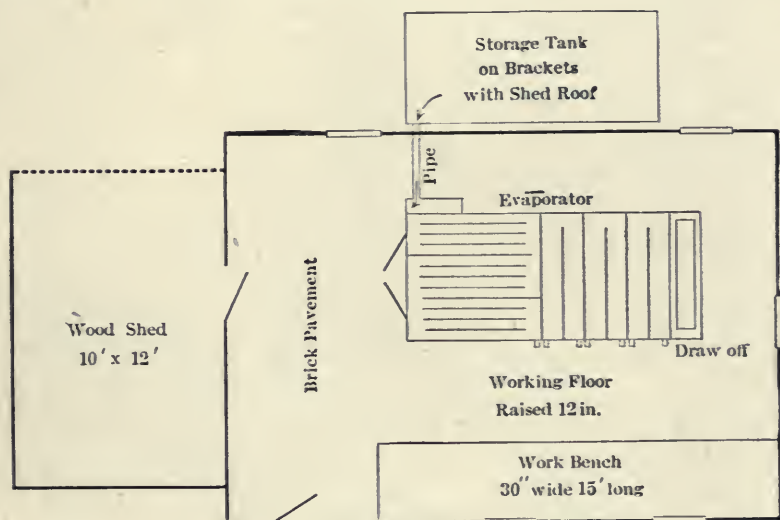 Storage Tank
on Brackets
with Shed Roof
Pipe
Evaporator
Brick Pavement
Wood Shed
10' x 12'
Draw off
Working Floor
Raised 12 in.
Work Bench
30" wide 15' long